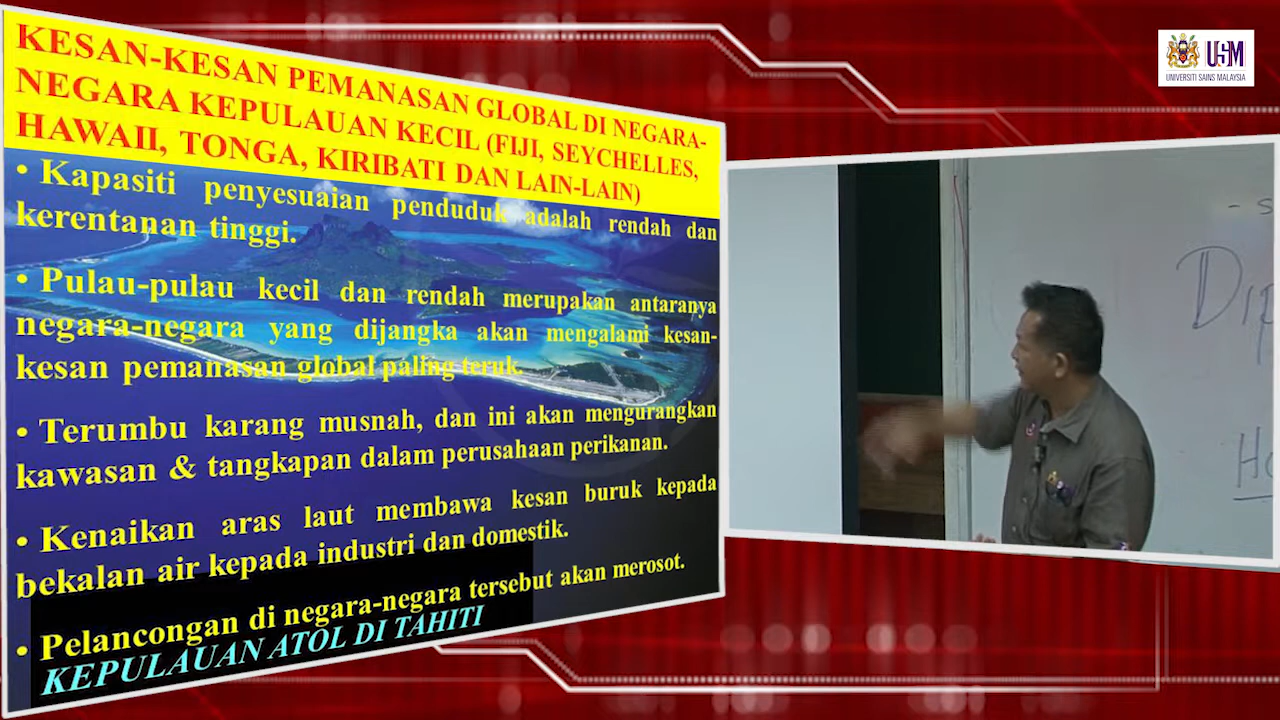 KESAN-KESAN PEMANASAN GLOBAL DI NEGARA-
NEGARA KEPULAUAN KECIL (FIJI, SEYCHELLES,
HAWAII, TONGA, KIRIBATI DAN LAIN-LAIN)
• Kapasiti penyesuaian penduduk adalah rendah dan
kerentanan tinggi.
• Pulau-pulau kecil dan rendah merupakan antaranya
negara-negara yang dijangka akan mengalami kesan-
kesan pemanasan global paling teruk.
• Terumbu karang musnah, dan ini akan mengurangkan
kawasan & tangkapan dalam perusahaan perikanan.
• Kenaikan aras laut membawa kesan buruk kepada
bekalan air kepada industri dan domestik.
• Pelancongan di negara-negara tersebut akan merosot.
KEPULAUAN ATOL DI TAHITI
USM
UNIVERSITI SAINS MALAYSIA